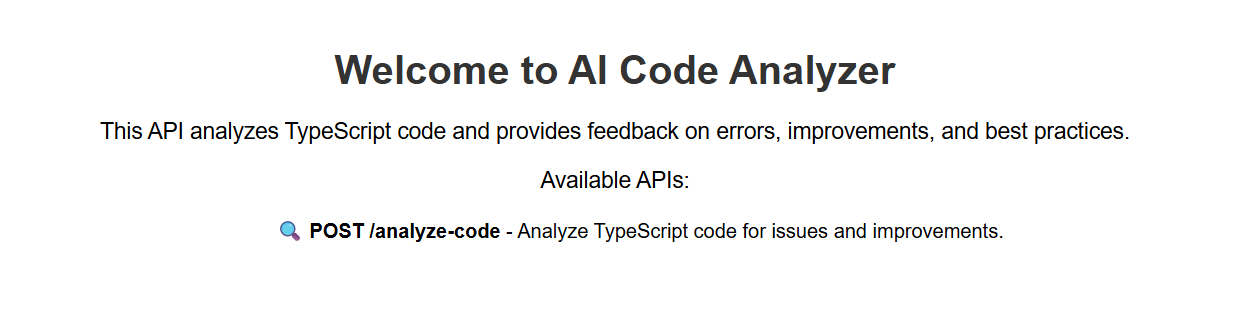 Welcome to AI Code Analyzer
This API analyzes TypeScript code and provides feedback on errors, improvements, and best practices.
Available APIs:
🔍 POST /analyze-code - Analyze TypeScript code for issues and improvements.